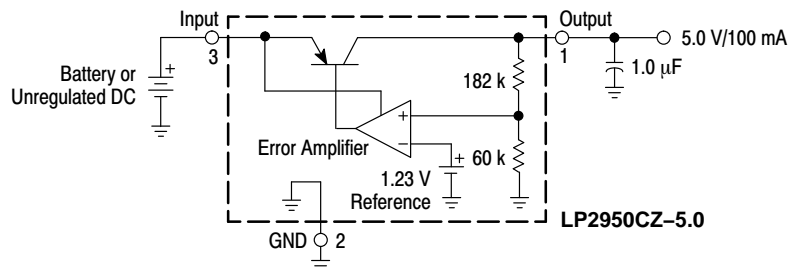 Input
3
Output
1
5.0 V/100 mA
1.0 μF
Battery or
Unregulated DC
182 k
60 k
Error Amplifier
+
−
+
+
1.23 V
Reference
GND 2
LP2950CZ–5.0